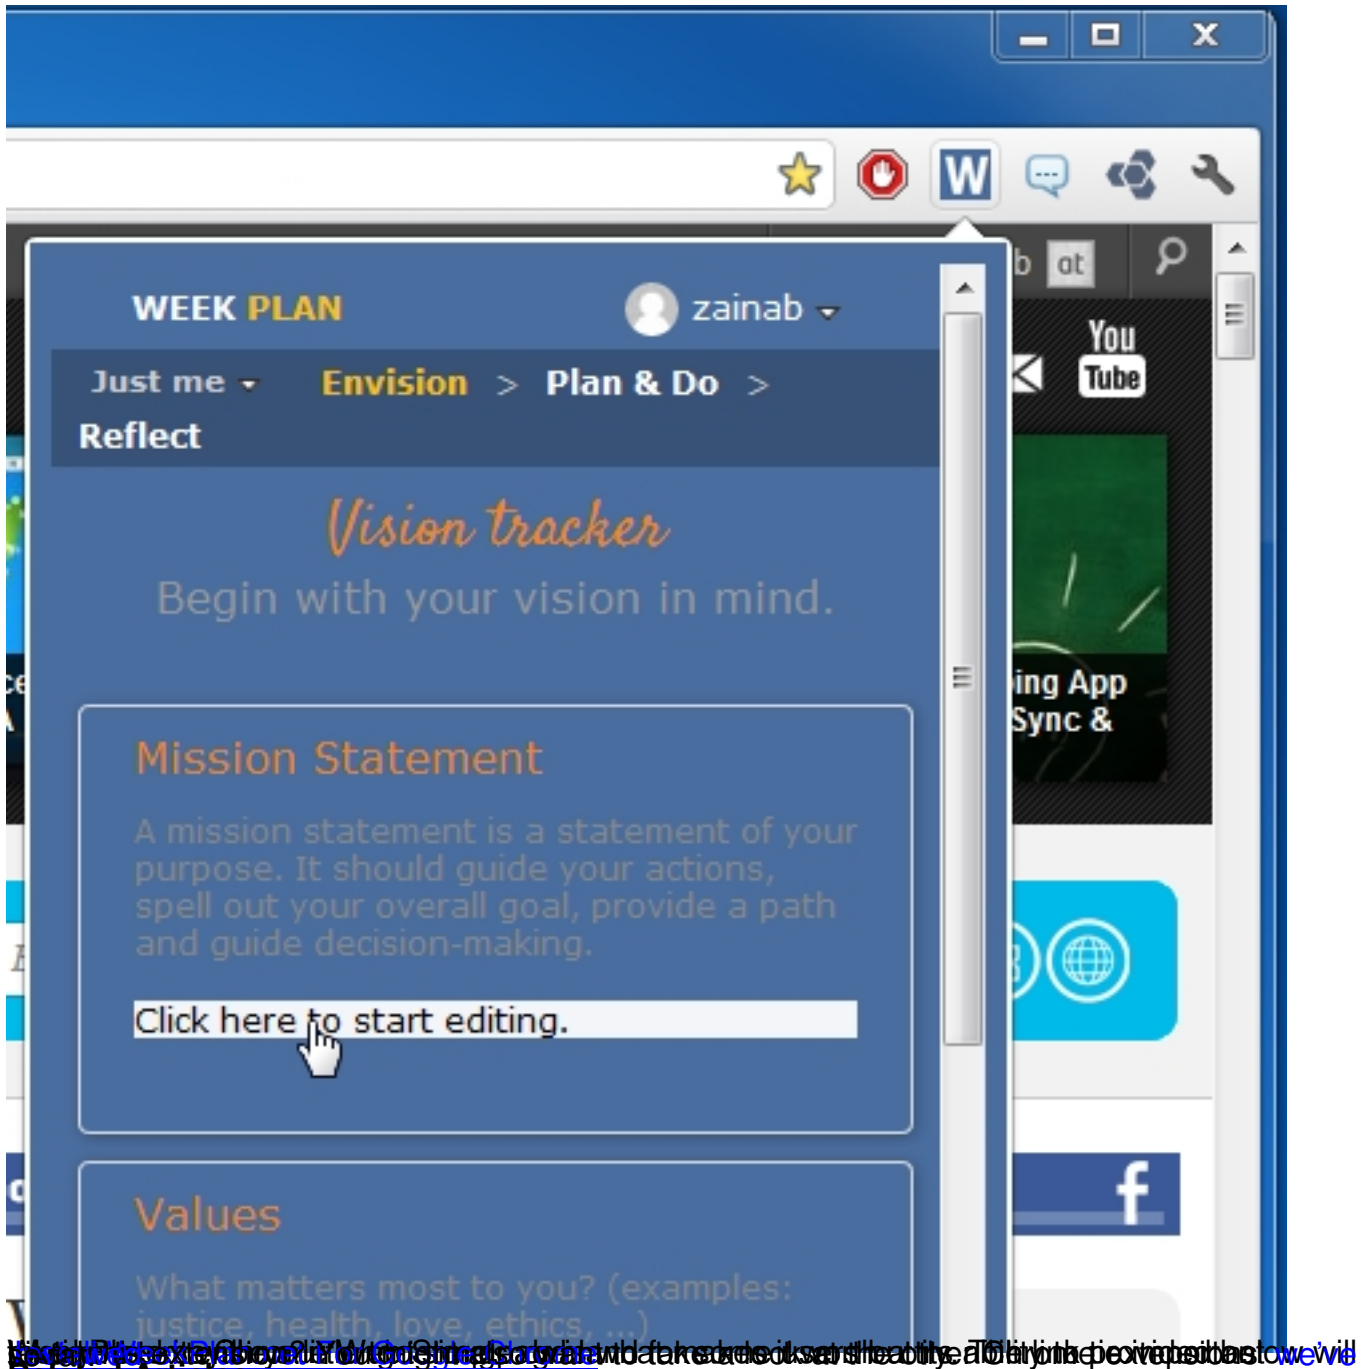 W
b at
You
Tube
WEEK PLAN zainab
Just me Envision > Plan & Do >
Reflect
Vision tracker
Begin with your vision in mind.
ing App
Sync &
Mission Statement
A mission statement is a statement of your
purpose. It should guide your actions,
spell out your overall goal, provide a path
and guide decision-making.
Click here to start editing.
f
Values
What matters most to you? (examples:
justice, health, love, ethics, ...)
we've